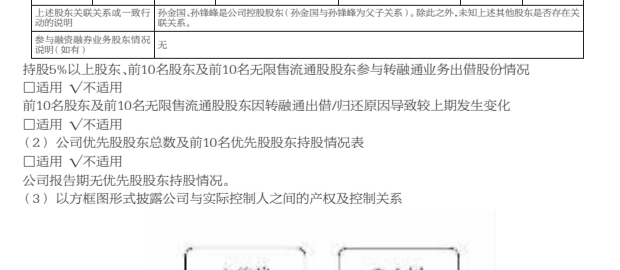 上述股东关联关系或一致行
动的说明
孙金国、孙锋峰是公司控股股东（孙金国与孙锋峰为父子关系）。除此之外，未知上述其他股东是否存在关
联关系。
参与融资融券业务股东情况
说明（如有）
无
持股5%以上股东、前10名股东及前10名无限售流通股股东参与转融通业务出借股份情况
□适用 √不适用
前10名股东及前10名无限售流通股股东因转融通出借/归还原因导致较上期发生变化
□适用 √不适用
（2）公司优先股股东总数及前10名优先股股东持股情况表
□适用 √不适用
公司报告期无优先股股东持股情况。
（3）以方框图形式披露公司与实际控制人之间的产权及控制关系